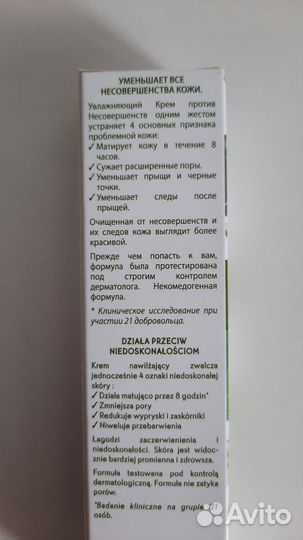 УМЕНЬШАЕТ ВСЕ
НЕСОВЕРШЕНСТВА КОЖИ.
Увлажняющий Крем против
Несовершенств одним жестом
устраняет 4 основных признака
проблемной кожи:
✓ Матирует кожу в течение 8
часов.
✓ Сужает расширенные поры.
✓ Уменьшает прыщи и черные
точки.
✓ Уменьшает следы после
прыщей.
Очищенная от несовершенств и
их следов кожа выглядит более
красивой.
Прежде чем попасть к вам,
формула была протестирована
под строгим контролем
дерматолога. Некомедогенная
формула.
* Клиническое исследование при
участии 21 добровольца.
DZIAŁA PRZECIW
NIEDOSKONAŁOŚCIOM
Krem nawilżający zwalcza
jednocześnie 4 oznaki niedoskonałej
skóry :
✓ Działa matująco przez 8 godzin*
✓ Zmniejsza pory
✓ Redukuje wypryski i zaskórniki
✓ Niweluje przebarwienia
Łagodzi zaczerwienienia i
niedoskonałości. Skóra jest widocz-
nie bardziej promienna i zdrowsza.
Formuła testowana pod kontrolą
dermatologiczną. Formuła nie zatyka
porów.
*Badanie kliniczne na grupie 21
osób.
Avito